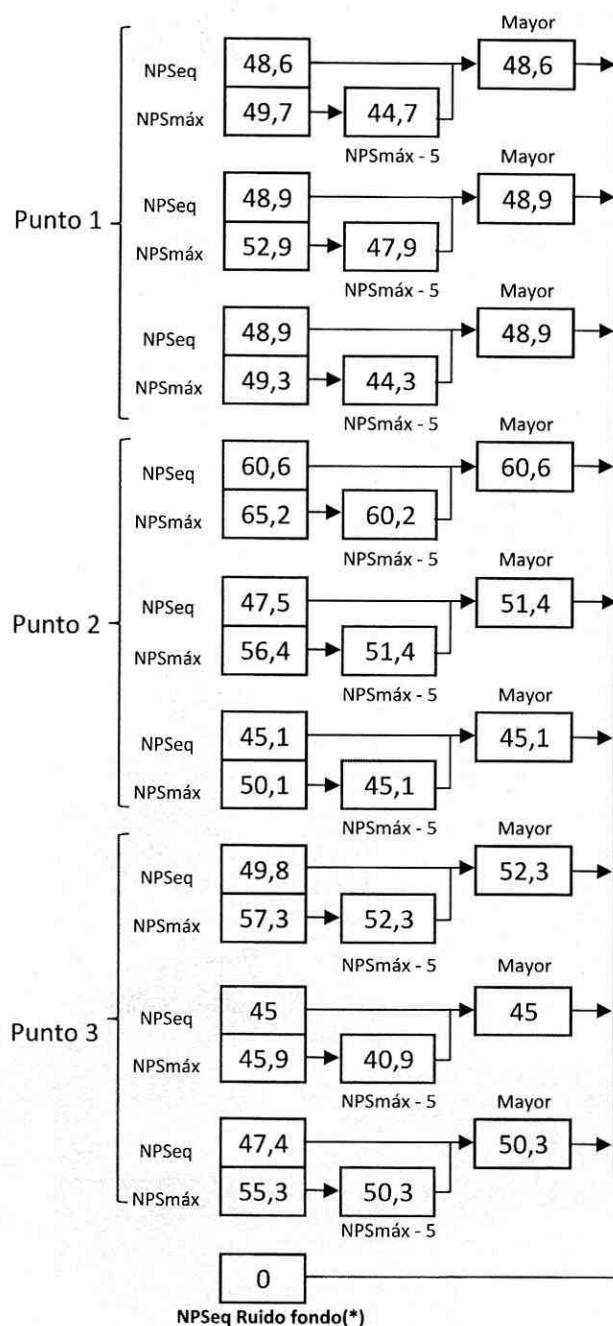 Mayor
NPSeq 48,6 48,6
NPSmáx 49,7 44,7
NPSmáx - 5
Mayor
NPSeq 48,9 48,9
Punto 1
NPSmáx 52,9 47,9
NPSmáx - 5
Mayor
NPSeq 48,9 48,9
NPSmáx 49,3 44,3
NPSmáx - 5
Mayor
NPSeq 60,6 60,6
NPSmáx 65,2 60,2
NPSmáx - 5
Mayor
NPSeq 47,5 51,4
Punto 2
NPSmáx 56,4 51,4
NPSmáx - 5
Mayor
NPSeq 45,1 45,1
NPSmáx 50,1 45,1
NPSmáx - 5
Mayor
NPSeq 49,8 52,3
NPSmáx 57,3 52,3
NPSmáx - 5
Mayor
NPSeq 45 45
Punto 3
NPSmáx 45,9 40,9
NPSmáx - 5
Mayor
NPSeq 47,4 50,3
NPSmáx 55,3 50,3
NPSmáx - 5
0
NPSeq Ruido fondo(*)